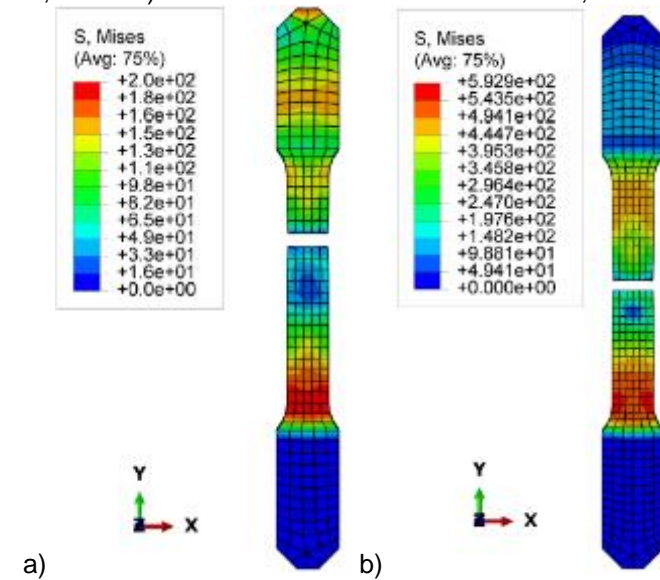 S, Mises
(Avg: 75%)
+2.0e+02
+1.8e+02
+1.6e+02
+1.5e+02
+1.3e+02
+1.1e+02
+9.8e+01
+8.2e+01
+6.5e+01
+4.9e+01
+3.3e+01
+1.6e+01
+0.0e+00
Y
X
a)
S, Mises
(Avg: 75%)
+5.929e+02
+5.435e+02
+4.941e+02
+4.447e+02
+3.953e+02
+3.458e+02
+2.964e+02
+2.470e+02
+1.976e+02
+1.482e+02
+9.881e+01
+4.941e+01
+0.000e+00
Y
X
b)